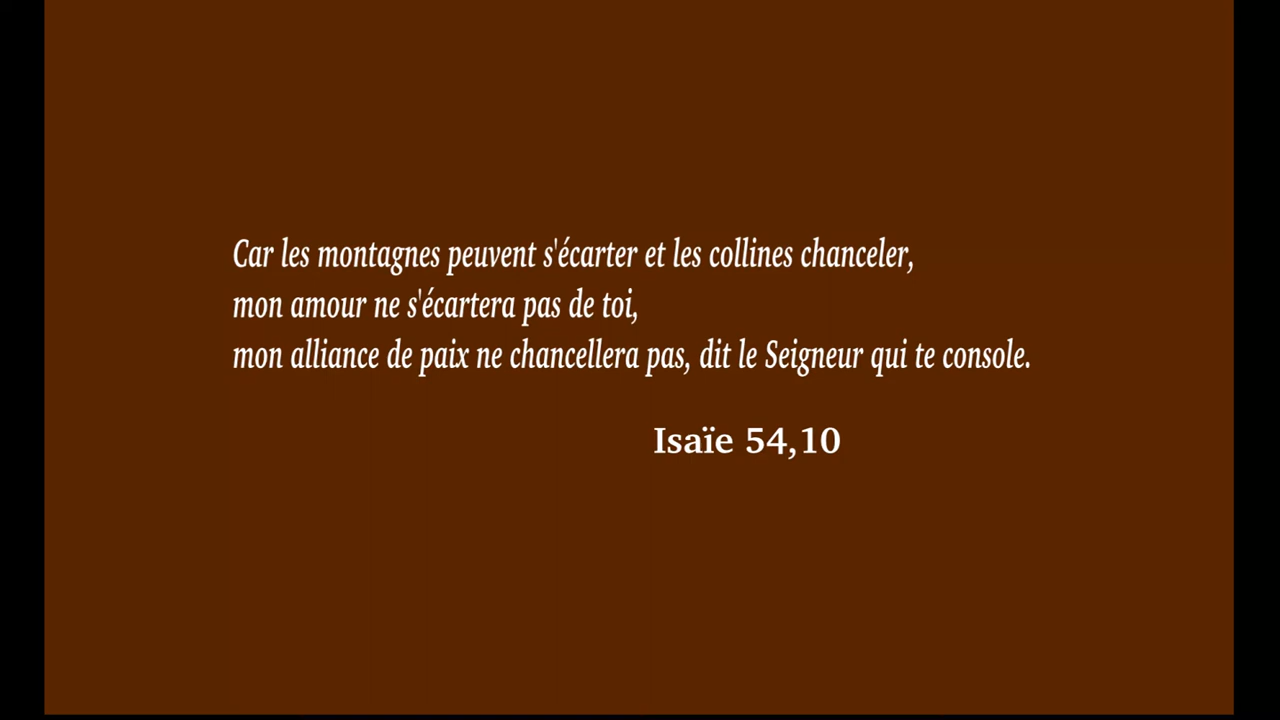 Car les montagnes peuvent s'écarter et les collines chanceler,
mon amour ne s'écartera pas de toi,
mon alliance de paix ne chancellera pas, dit le Seigneur qui te console.
Isaïe 54,10